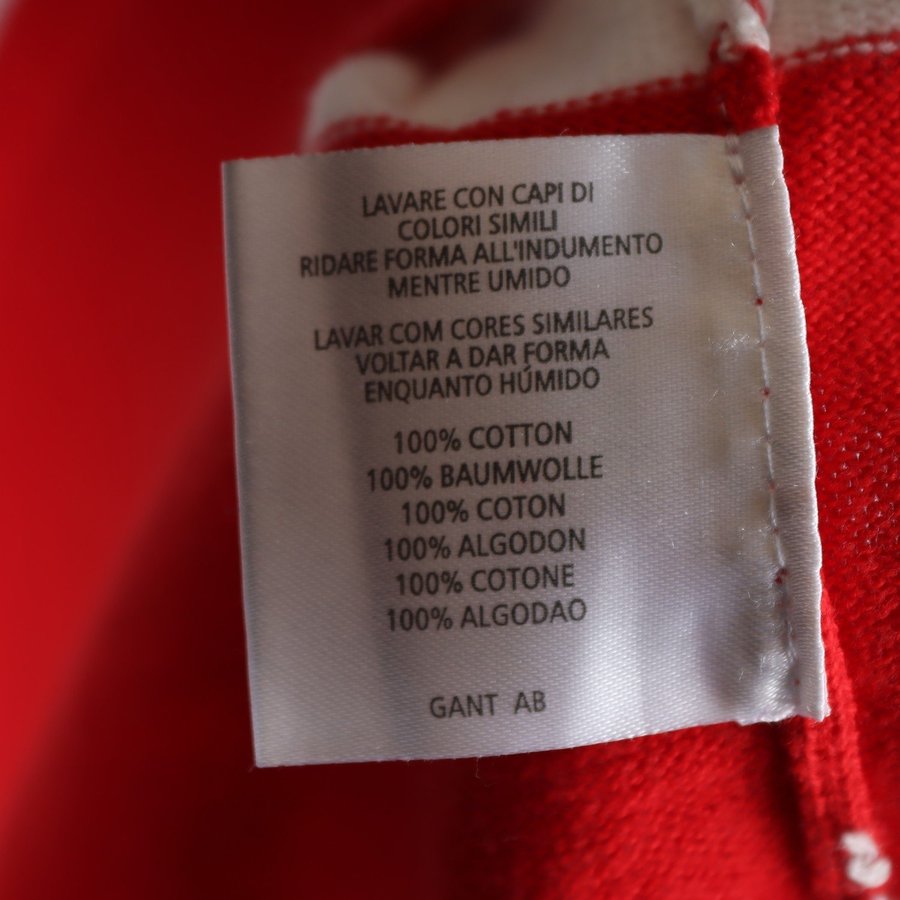 LAVARE CON CAPI DI
COLORI SIMILI
RIDARE FORMA ALL'INDUMENTO
MENTRE UMIDO
LAVAR COM CORES SIMILARES
VOLTAR A DAR FORMA
ENQUANTO HÚMIDO
100% COTTON
100% BAUMWOLLE
100% COTON
100% ALGODON
100% COTONE
100% ALGODAO
GANT AB